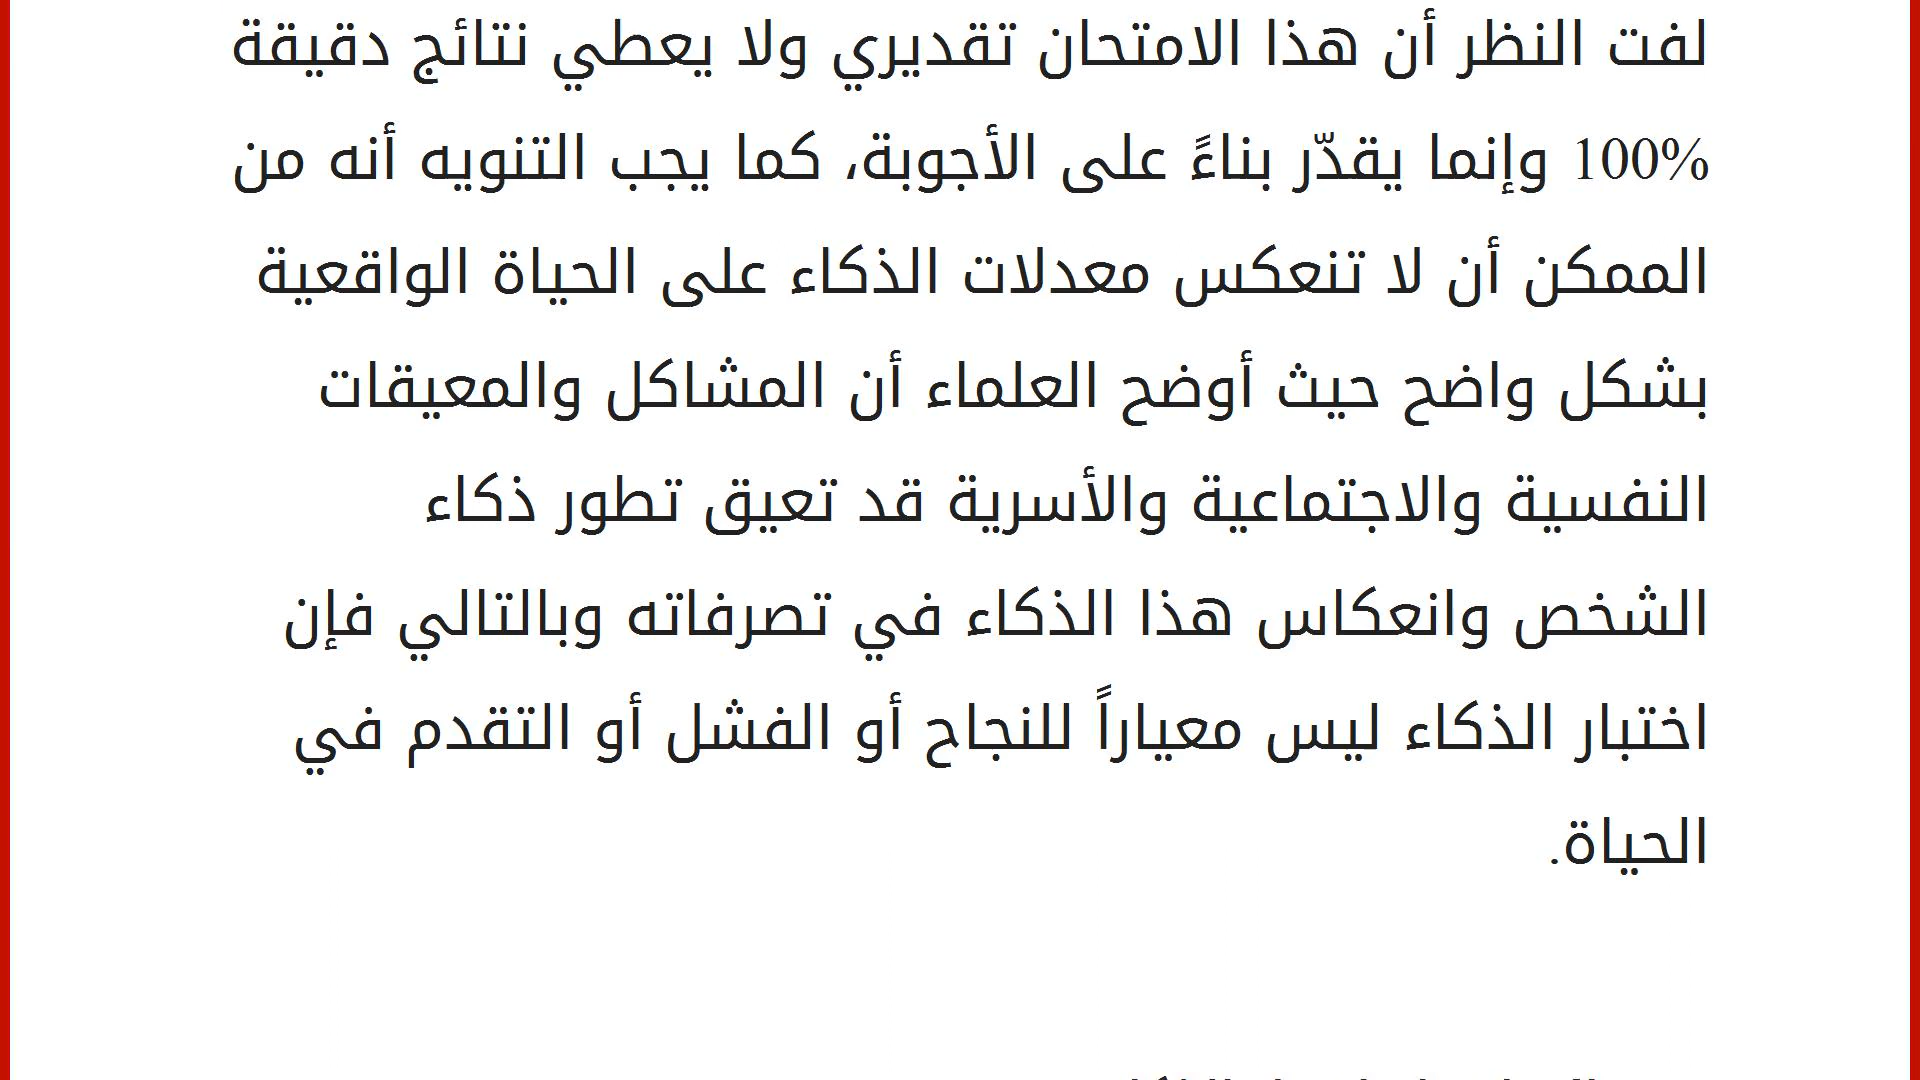 لفت النظر أن هذا الامتحان تقديري ولا يعطي نتائج دقيقة
100% وإنما يقدّر بناءً على الأجوبة، كما يجب التنويه أنه من
الممكن أن لا تنعكس معدلات الذكاء على الحياة الواقعية
بشكل واضح حيث أوضح العلماء أن المشاكل والمعيقات
النفسية والاجتماعية والأسرية قد تعيق تطور ذكاء
الشخص وانعكاس هذا الذكاء في تصرفاته وبالتالي فإن
اختبار الذكاء ليس معياراً للنجاح أو الفشل أو التقدم في
الحياة.